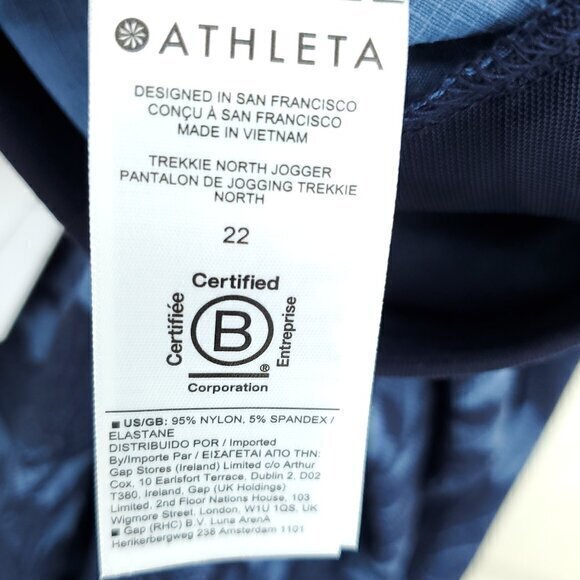 ATHLETA
DESIGNED IN SAN FRANCISCO
CONÇU À SAN FRANCISCO
MADE IN VIETNAM
TREKKIE NORTH JOGGER
PANTALON DE JOGGING TREKKIE
NORTH
22
Certified
Certifiée
B
Entreprise
®
Corporation
■ US/GB: 95% NYLON, 5% SPANDEX /
ELASTANE
DISTRIBUIDO POR / Imported
By/Importe Par / ΕΙΣΑΓΕΤΑΙ ΑΠΟ ΤΗΝ:
Gap Stores (Ireland) Limited c/o Arthur
Cox, 10 Earlsfort Terrace, Dublin 2, D02
T380, Ireland, Gap (UK Holdings)
Limited, 2nd Floor Nations House, 103
Wigmore Street, London, W1U 1QS, UK
■ Gap (RHC) B.V. Luna ArenA
Herikerbergweg 238 Amsterdam 1101